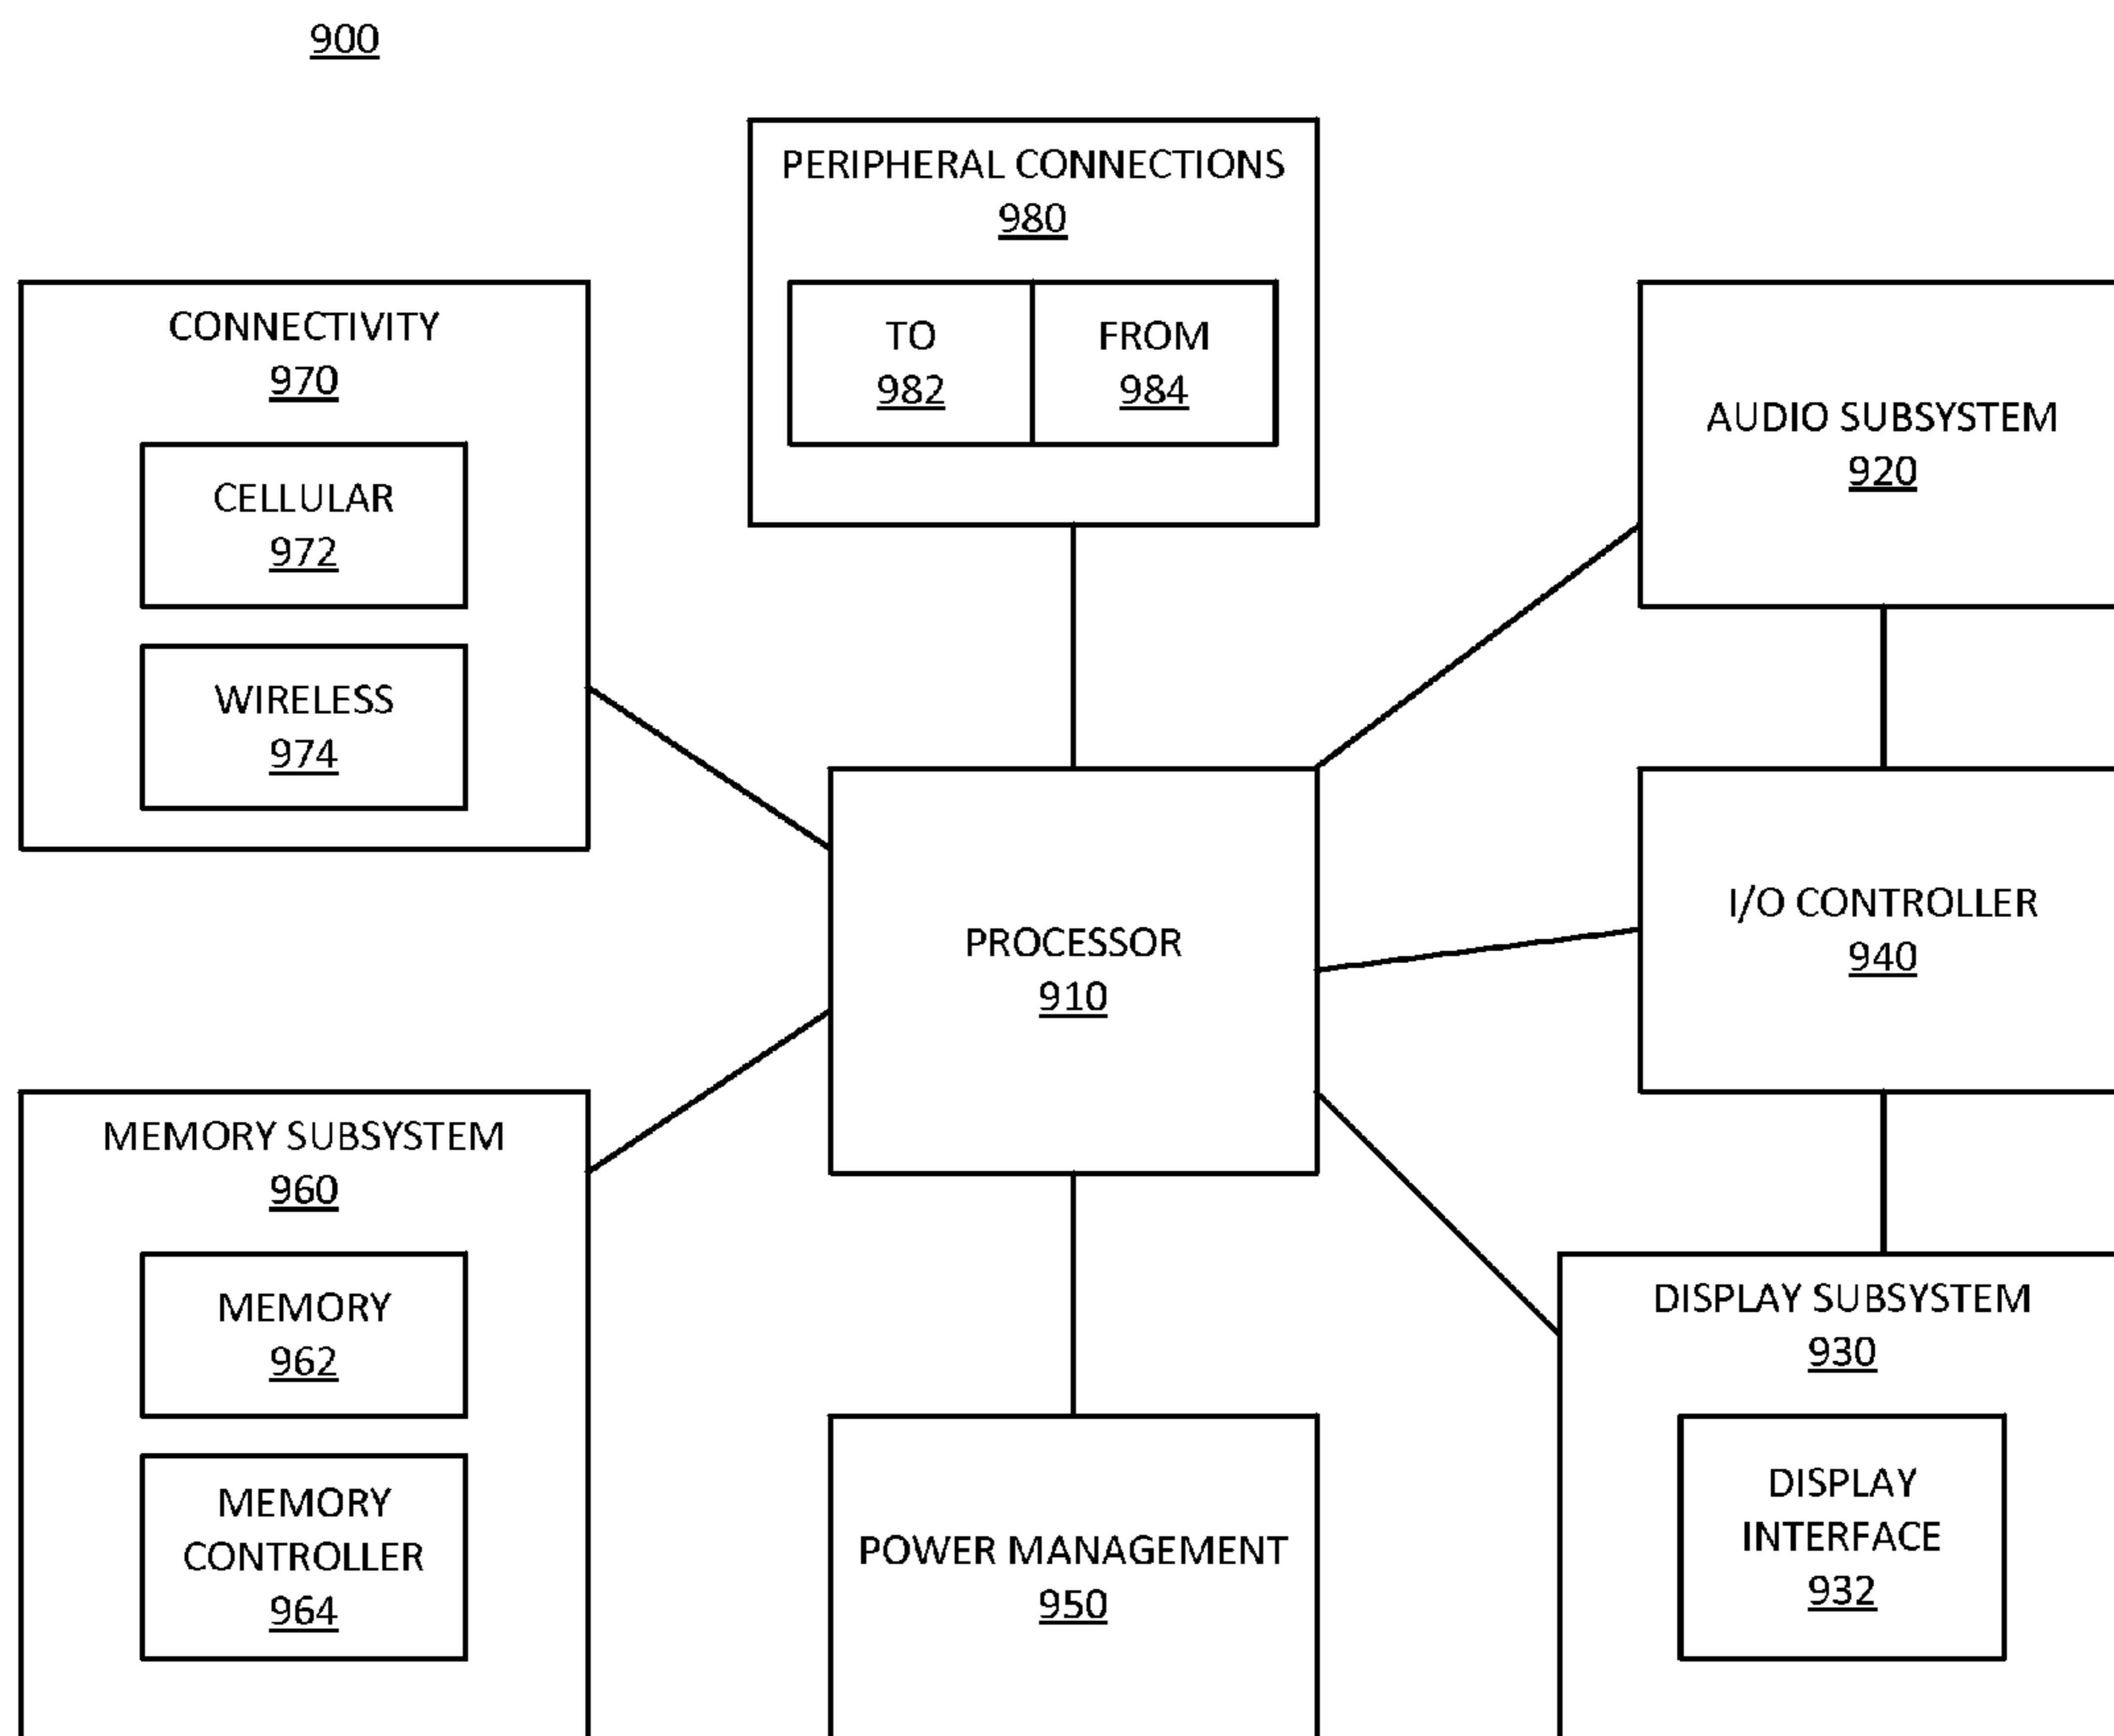 900
PERIPHERAL CONNECTIONS
980
TO
982
FROM
984
CONNECTIVITY
970
CELLULAR
972
WIRELESS
974
AUDIO SUBSYSTEM
920
PROCESSOR
910
I/O CONTROLLER
940
MEMORY SUBSYSTEM
960
MEMORY
962
MEMORY
CONTROLLER
964
POWER MANAGEMENT
950
DISPLAY SUBSYSTEM
930
DISPLAY
INTERFACE
932